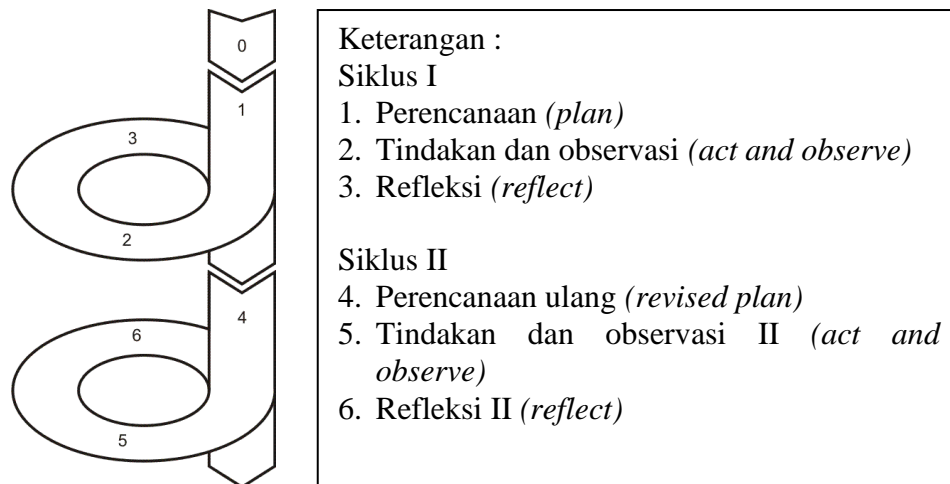 0
1
3
2
4
6
5
Keterangan :
Siklus I
1. Perencanaan (plan)
2. Tindakan dan observasi (act and observe)
3. Refleksi (reflect)
Siklus II
4. Perencanaan ulang (revised plan)
5. Tindakan dan observasi II (act and
observe)
6. Refleksi II (reflect)